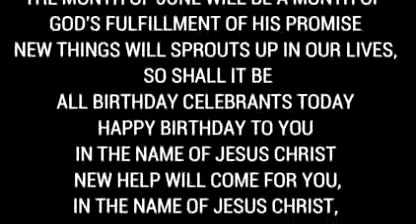 THE MONTH OF JUNE WILL BE A MONTH OF
GOD'S FULFILLMENT OF HIS PROMISE
NEW THINGS WILL SPROUTS UP IN OUR LIVES,
SO SHALL IT BE
ALL BIRTHDAY CELEBRANTS TODAY
HAPPY BIRTHDAY TO YOU
IN THE NAME OF JESUS CHRIST
NEW HELP WILL COME FOR YOU,
IN THE NAME OF JESUS CHRIST,